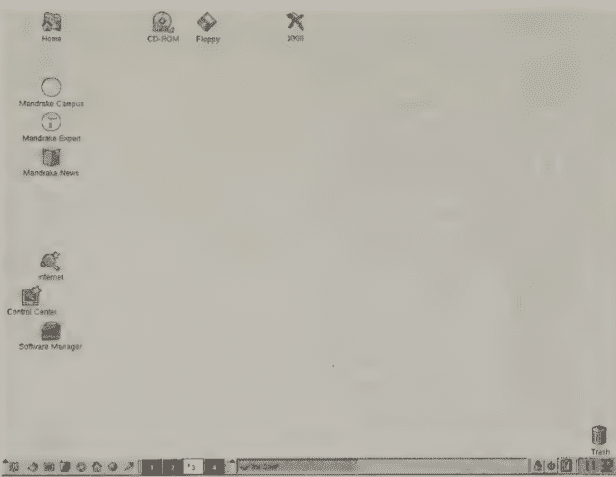 Home
CD-ROM
Floppy
Mandrake Campus
Mandrake Expert
Mandrake News
Internet
Control Center
Software Manager
Trash
1 2 3 4